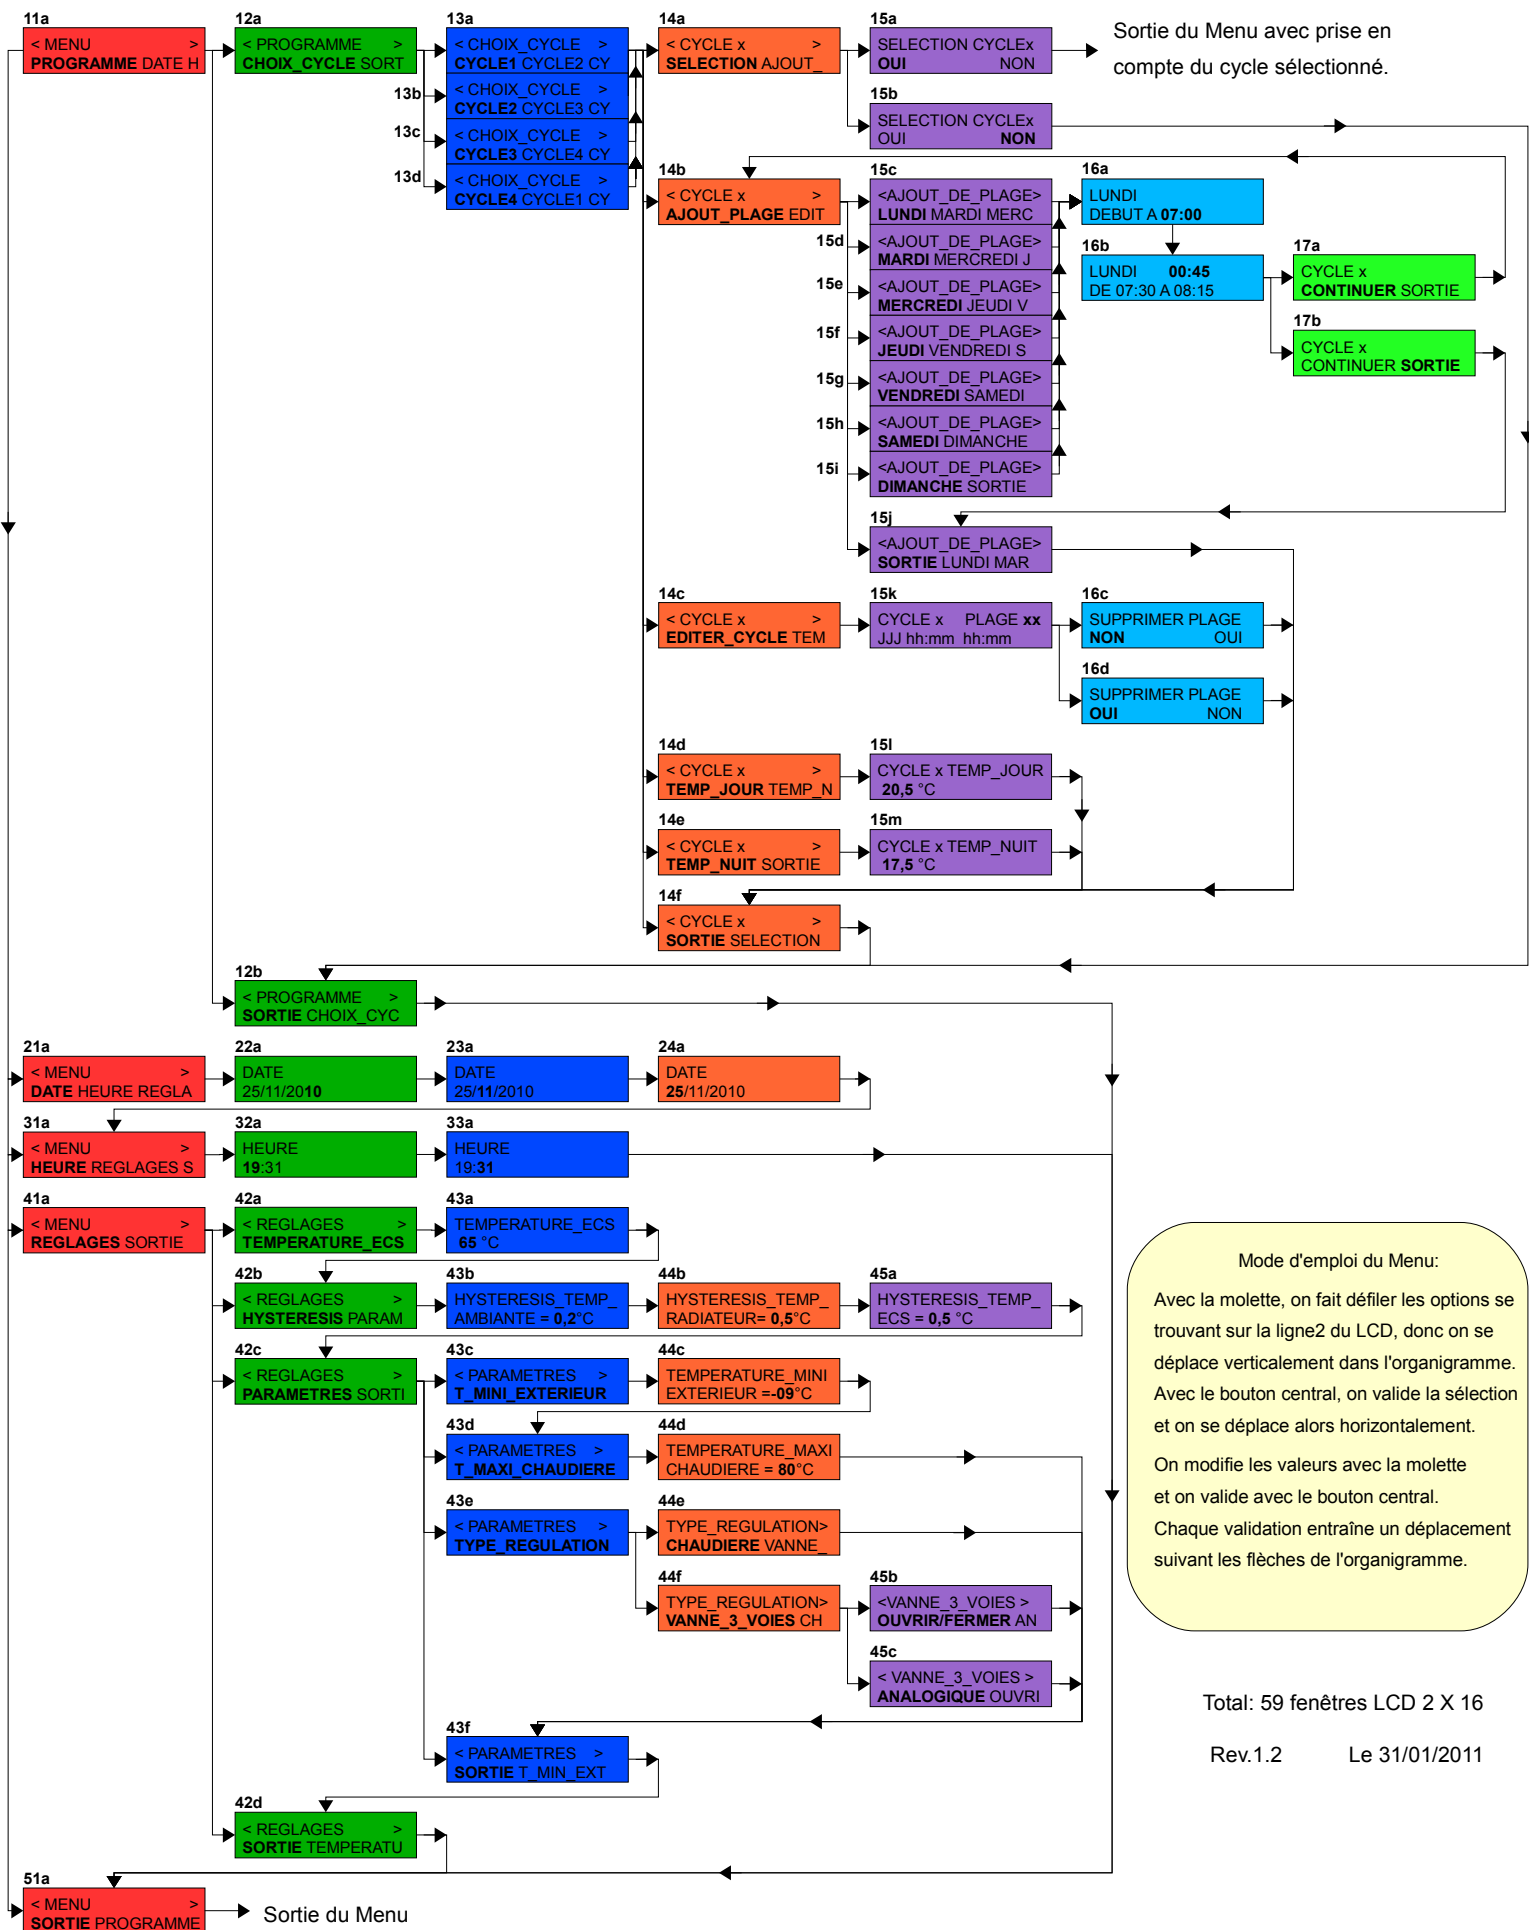 11a
< MENU >
PROGRAMME DATE H
12a
< PROGRAMME >
CHOIX_CYCLE SORT
13a
< CHOIX_CYCLE >
CYCLE1 CYCLE2 CY
13b
< CHOIX_CYCLE >
CYCLE2 CYCLE3 CY
13c
< CHOIX_CYCLE >
CYCLE3 CYCLE4 CY
13d
< CHOIX_CYCLE >
CYCLE4 CYCLE1 CY
14a
< CYCLE x >
SELECTION AJOUT_
15a
SELECTION CYCLEx
OUI NON
Sortie du Menu avec prise en
compte du cycle sélectionné.
15b
SELECTION CYCLEx
OUI NON
14b
< CYCLE x >
AJOUT_PLAGE EDIT
15c
<AJOUT_DE_PLAGE>
LUNDI MARDI MERC
15d
<AJOUT_DE_PLAGE>
MARDI MERCREDI J
15e
<AJOUT_DE_PLAGE>
MERCREDI JEUDI V
15f
<AJOUT_DE_PLAGE>
JEUDI VENDREDI S
15g
<AJOUT_DE_PLAGE>
VENDREDI SAMEDI
15h
<AJOUT_DE_PLAGE>
SAMEDI DIMANCHE
15i
<AJOUT_DE_PLAGE>
DIMANCHE SORTIE
15j
<AJOUT_DE_PLAGE>
SORTIE LUNDI MAR
16a
LUNDI
DEBUT A 07:00
16b
LUNDI 00:45
DE 07:30 A 08:15
17a
CYCLE x
CONTINUER SORTIE
17b
CYCLE x
CONTINUER SORTIE
14c
< CYCLE x >
EDITER_CYCLE TEM
15k
CYCLE x PLAGE xx
JJJ hh:mm hh:mm
16c
SUPPRIMER PLAGE
NON OUI
16d
SUPPRIMER PLAGE
OUI NON
14d
< CYCLE x >
TEMP_JOUR TEMP_N
15l
CYCLE x TEMP_JOUR
20,5 °C
14e
< CYCLE x >
TEMP_NUIT SORTIE
15m
CYCLE x TEMP_NUIT
17,5 °C
14f
< CYCLE x >
SORTIE SELECTION
12b
< PROGRAMME >
SORTIE CHOIX_CYC
21a
< MENU >
DATE HEURE REGLA
22a
DATE
25/11/2010
23a
DATE
25/11/2010
24a
DATE
25/11/2010
31a
< MENU >
HEURE REGLAGES S
32a
HEURE
19:31
33a
HEURE
19:31
41a
< MENU >
REGLAGES SORTIE
42a
< REGLAGES >
TEMPERATURE_ECS
43a
TEMPERATURE_ECS
65 °C
42b
< REGLAGES >
HYSTERESIS PARAM
43b
HYSTERESIS_TEMP_
AMBIANTE = 0,2°C
44b
HYSTERESIS_TEMP_
RADIATEUR= 0,5°C
45a
HYSTERESIS_TEMP_
ECS = 0,5 °C
42c
< REGLAGES >
PARAMETRES SORTI
43c
< PARAMETRES >
T_MINI_EXTERIEUR
44c
TEMPERATURE_MINI
EXTERIEUR =-09°C
43d
< PARAMETRES >
T_MAXI_CHAUDIERE
44d
TEMPERATURE_MAXI
CHAUDIERE = 80°C
43e
< PARAMETRES >
TYPE_REGULATION
44e
TYPE_REGULATION>
CHAUDIERE VANNE_
44f
TYPE_REGULATION>
VANNE_3_VOIES CH
45b
<VANNE_3_VOIES >
OUVRIR/FERMER AN
45c
< VANNE_3_VOIES >
ANALOGIQUE OUVRI
43f
< PARAMETRES >
SORTIE T_MIN_EXT
42d
< REGLAGES >
SORTIE TEMPERATU
51a
< MENU >
SORTIE PROGRAMME
Sortie du Menu
Mode d'emploi du Menu:
Avec la molette, on fait défiler les options se
trouvant sur la ligne2 du LCD, donc on se
déplace verticalement dans l'organigramme.
Avec le bouton central, on valide la sélection
et on se déplace alors horizontalement.
On modifie les valeurs avec la molette
et on valide avec le bouton central.
Chaque validation entraîne un déplacement
suivant les flèches de l'organigramme.
Total: 59 fenêtres LCD 2 X 16
Rev.1.2 Le 31/01/2011